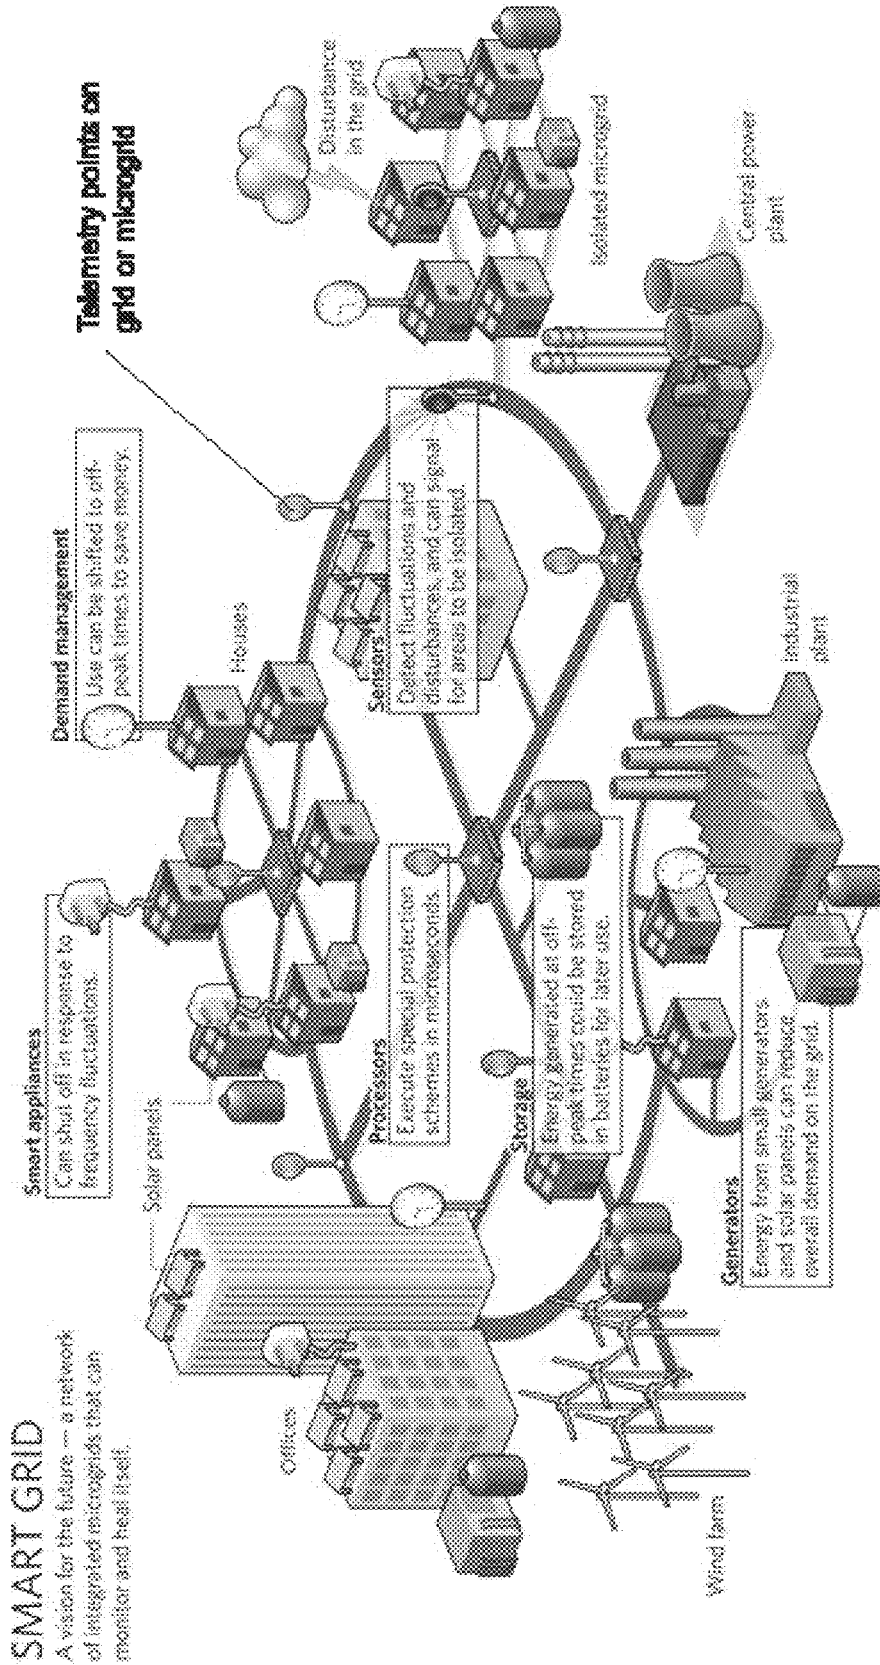 SMART GRID
A vision for the future — a network
of integrated microgrids that can
monitor and heal itself.
Smart appliances
Can shut off in response to
frequency fluctuations.
Demand management
Use can be shifted to off-
peak times to save money.
Telemetry points on
grid or microgrid
Solar panels
Houses
Offices
Disturbance
in the grid
Processors
Execute special protection
schemes in microseconds.
Sensors
Detect fluctuations and
disturbances, and can signal
for areas to be isolated.
Storage
Energy generated at off-
peak times could be stored
in batteries for later use.
Isolated microgrid
Wind farm
Generators
Energy from small generators
and solar panels can reduce
overall demand on the grid.
Industrial
plant
Central power
plant